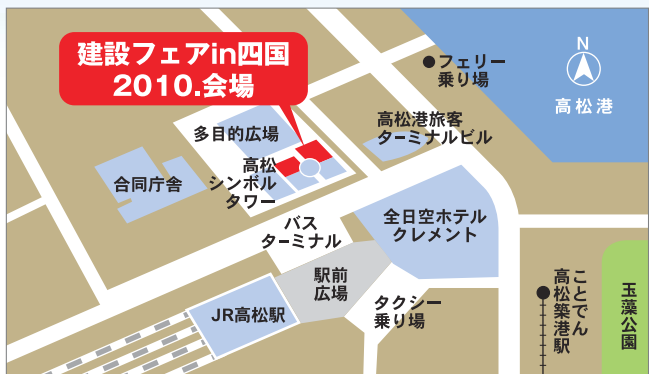 建設フェアin四国
2010.会場
フェリー
乗り場
N
高松港
多目的広場
高松港旅客
ターミナルビル
高松
シンボル
タワー
合同庁舎
バス
ターミナル
全日空ホテル
クレメント
駅前
広場
JR高松駅
タクシー
乗り場
ことでん
高松築港駅
玉藻公園